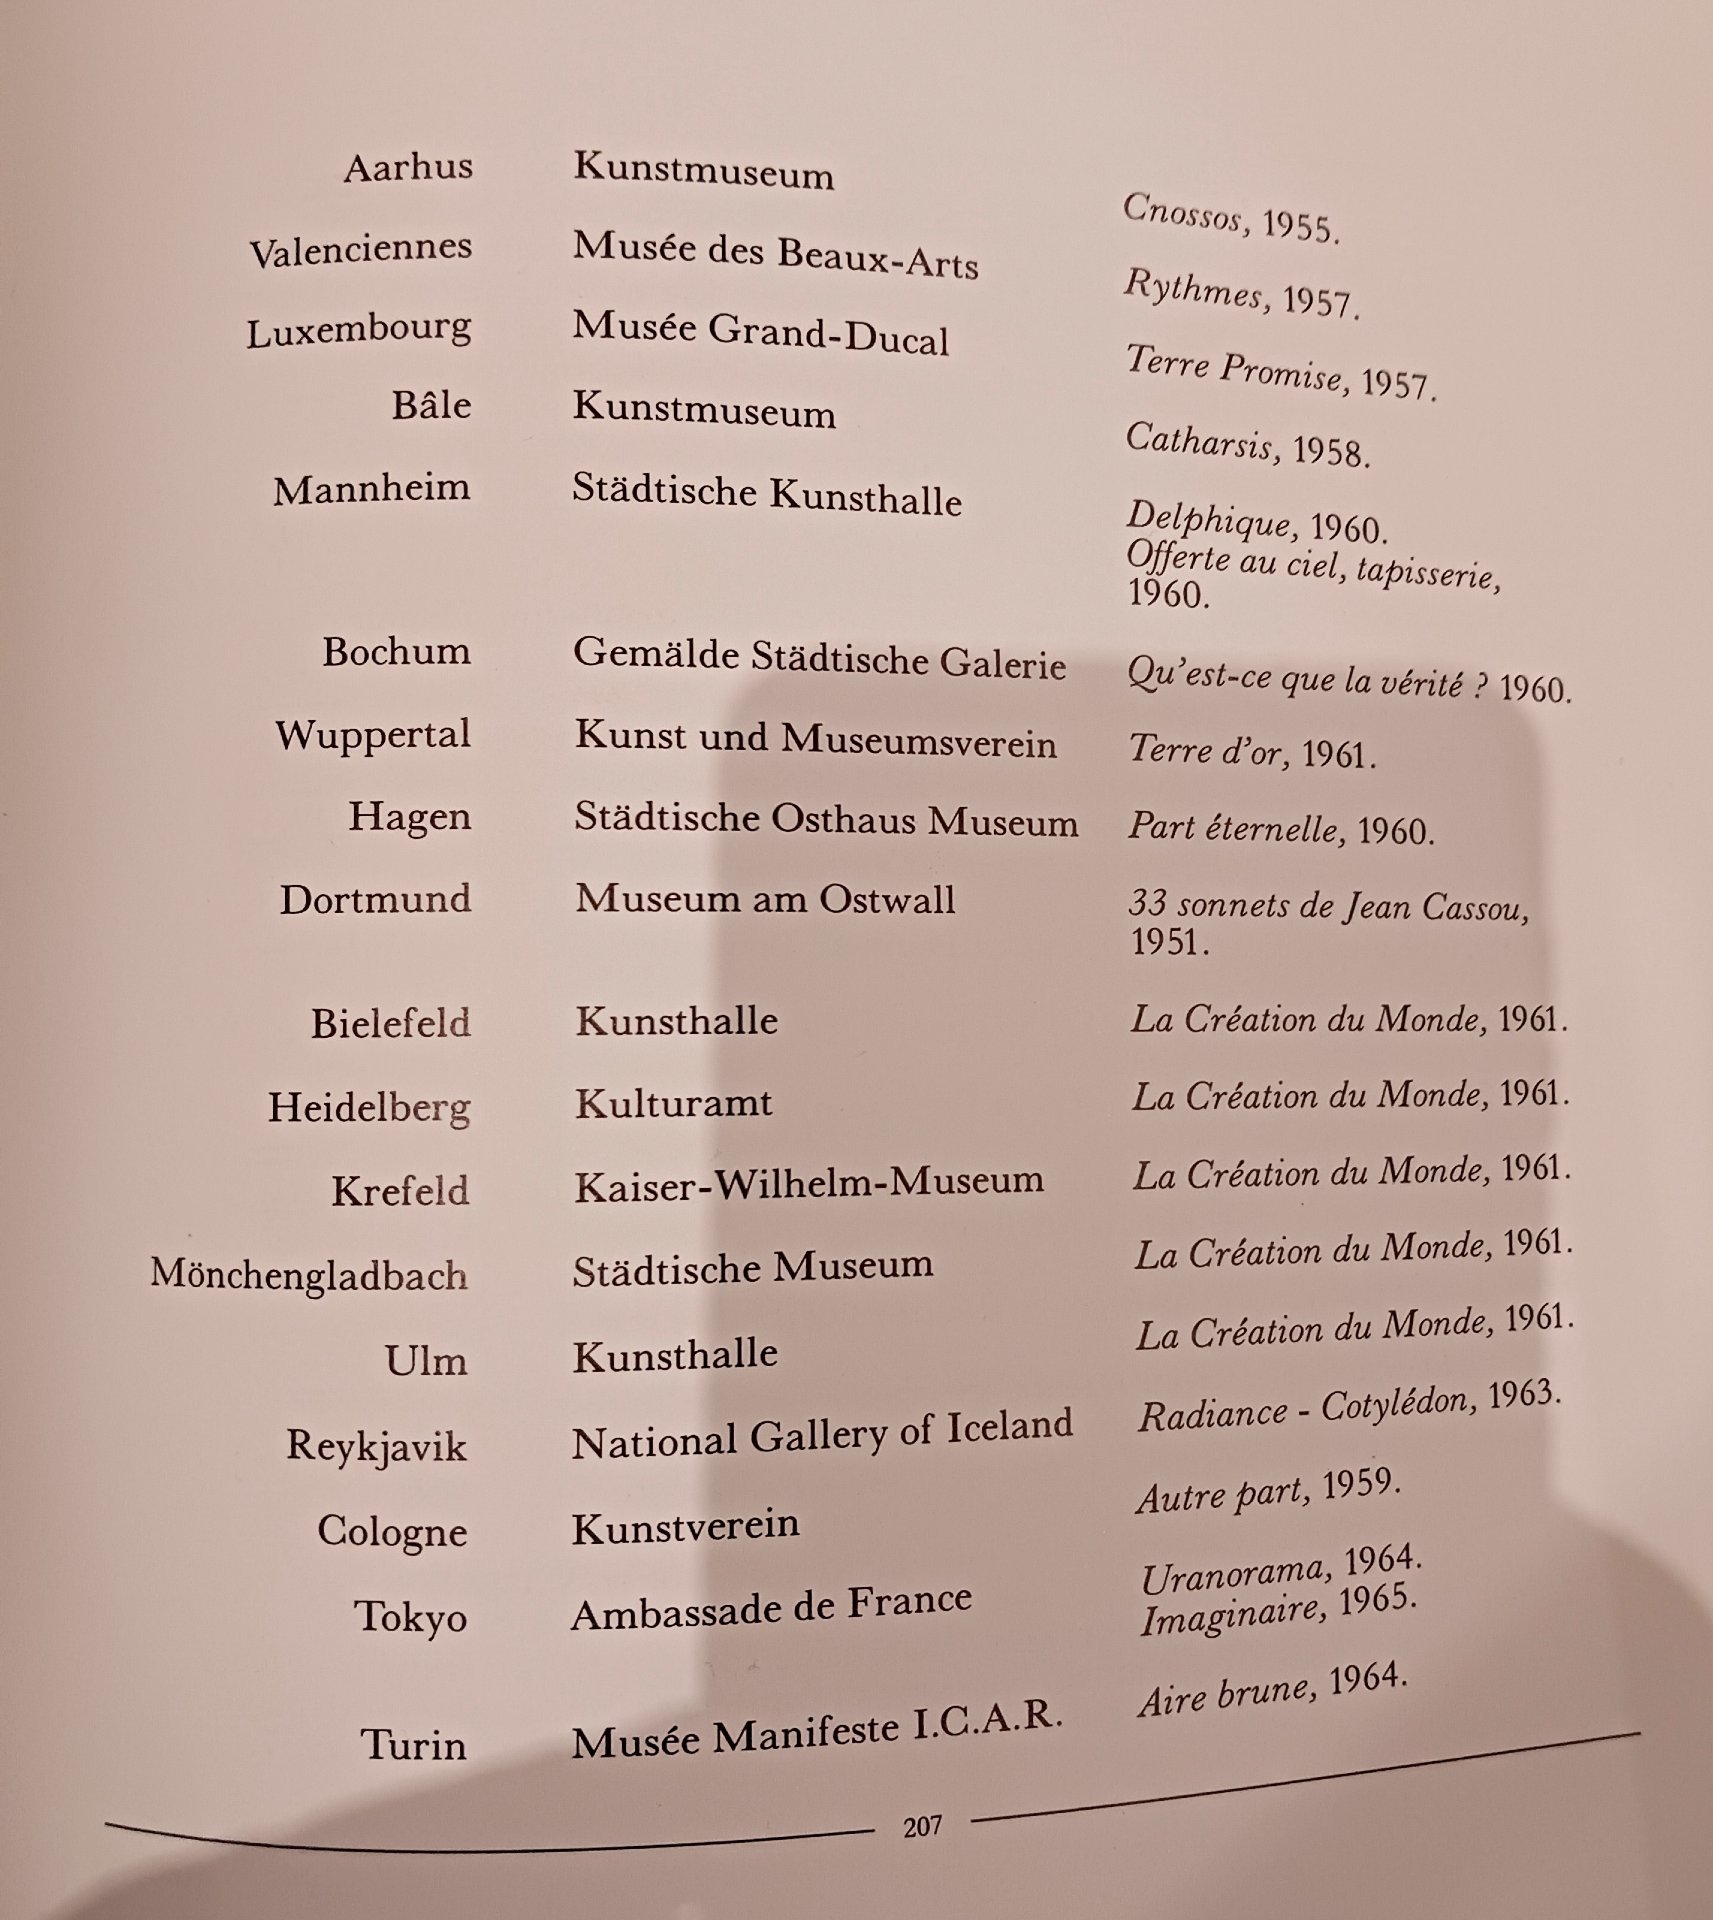 Aarhus Kunstmuseum Cnossos, 1955.
Valenciennes Musée des Beaux-Arts Rythmes, 1957.
Luxembourg Musée Grand-Ducal Terre Promise, 1957.
Bâle Kunstmuseum Catharsis, 1958.
Mannheim Städtische Kunsthalle Delphique, 1960.
Offerte au ciel, tapisserie,
1960.
Bochum Gemälde Städtische Galerie Qu'est-ce que la vérité ? 1960.
Wuppertal Kunst und Museumsverein Terre d'or, 1961.
Hagen Städtische Osthaus Museum Part éternelle, 1960.
Dortmund Museum am Ostwall 33 sonnets de Jean Cassou,
1951.
Bielefeld Kunsthalle La Création du Monde, 1961.
Heidelberg Kulturamt La Création du Monde, 1961.
Krefeld Kaiser-Wilhelm-Museum La Création du Monde, 1961.
Mönchengladbach Städtische Museum La Création du Monde, 1961.
Ulm Kunsthalle La Création du Monde, 1961.
Reykjavik National Gallery of Iceland Radiance - Cotylédon, 1963.
Cologne Kunstverein Autre part, 1959.
Tokyo Ambassade de France Uranorama, 1964.
Imaginaire, 1965.
Turin Musée Manifeste I.C.A.R. Aire brune, 1964.
207